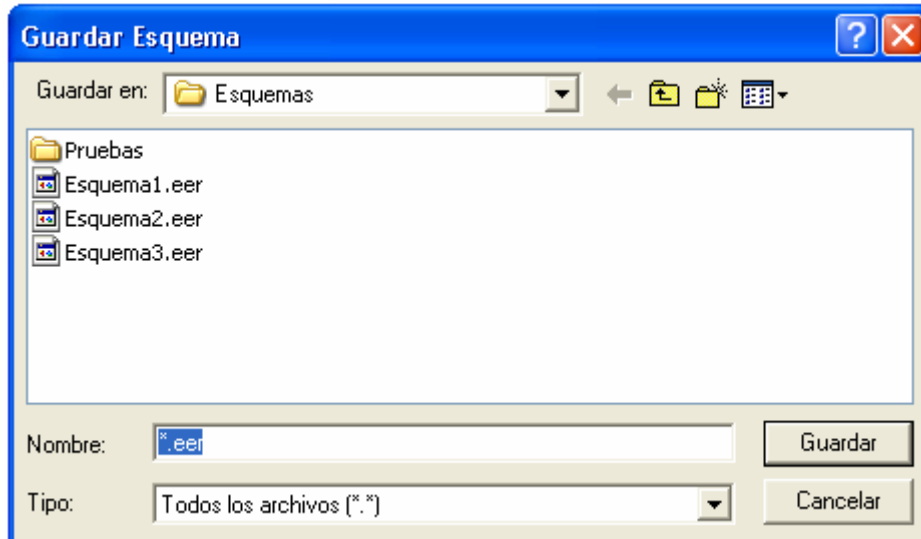 Guardar Esquema
Guardar en: Esquemas
Pruebas
Esquema1.eer
Esquema2.eer
Esquema3.eer
Nombre: *.eer Guardar
Tipo: Todos los archivos (*.*) Cancelar